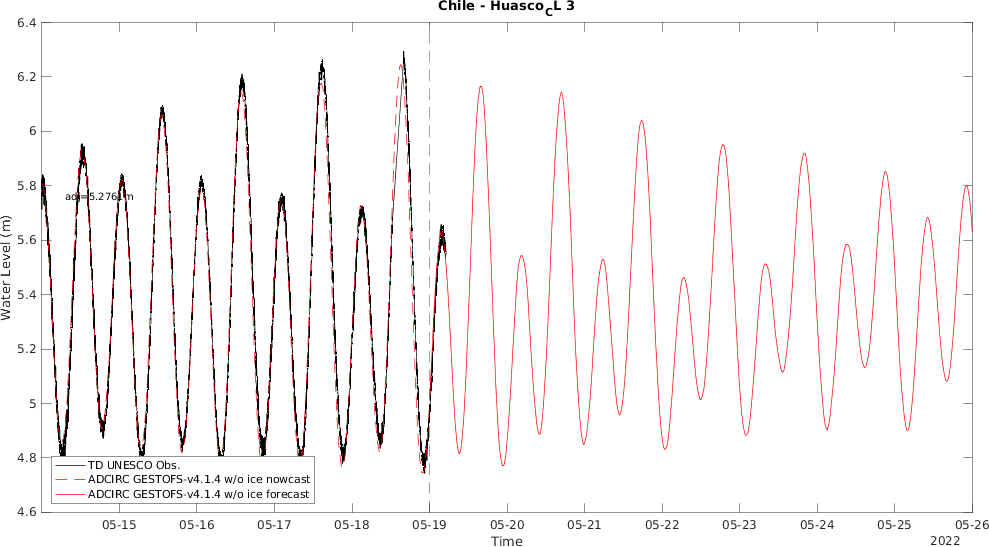 Chile - Huasco_CL 3
6.4
6.2
6
5.8
5.6
5.4
5.2
5
4.8
4.6
Water Level (m)
adj=5.2761m
TD UNESCO Obs.
ADCIRC GESTOFS-v4.1.4 w/o ice nowcast
ADCIRC GESTOFS-v4.1.4 w/o ice forecast
05-15 05-16 05-17 05-18 05-19 05-20 05-21 05-22 05-23 05-24 05-25 05-26
Time
2022